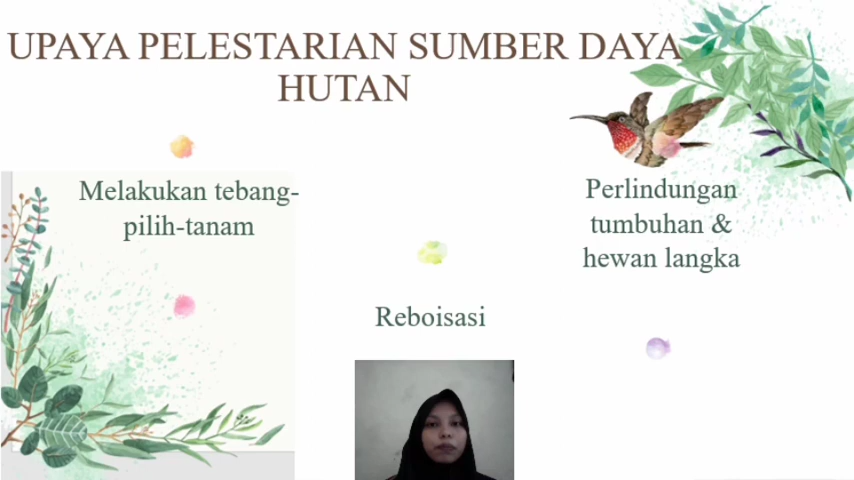 UPAYA PELESTARIAN SUMBER DAYA
HUTAN
Melakukan tebang-
pilih-tanam
Perlindungan
tumbuhan &
hewan langka
Reboisasi